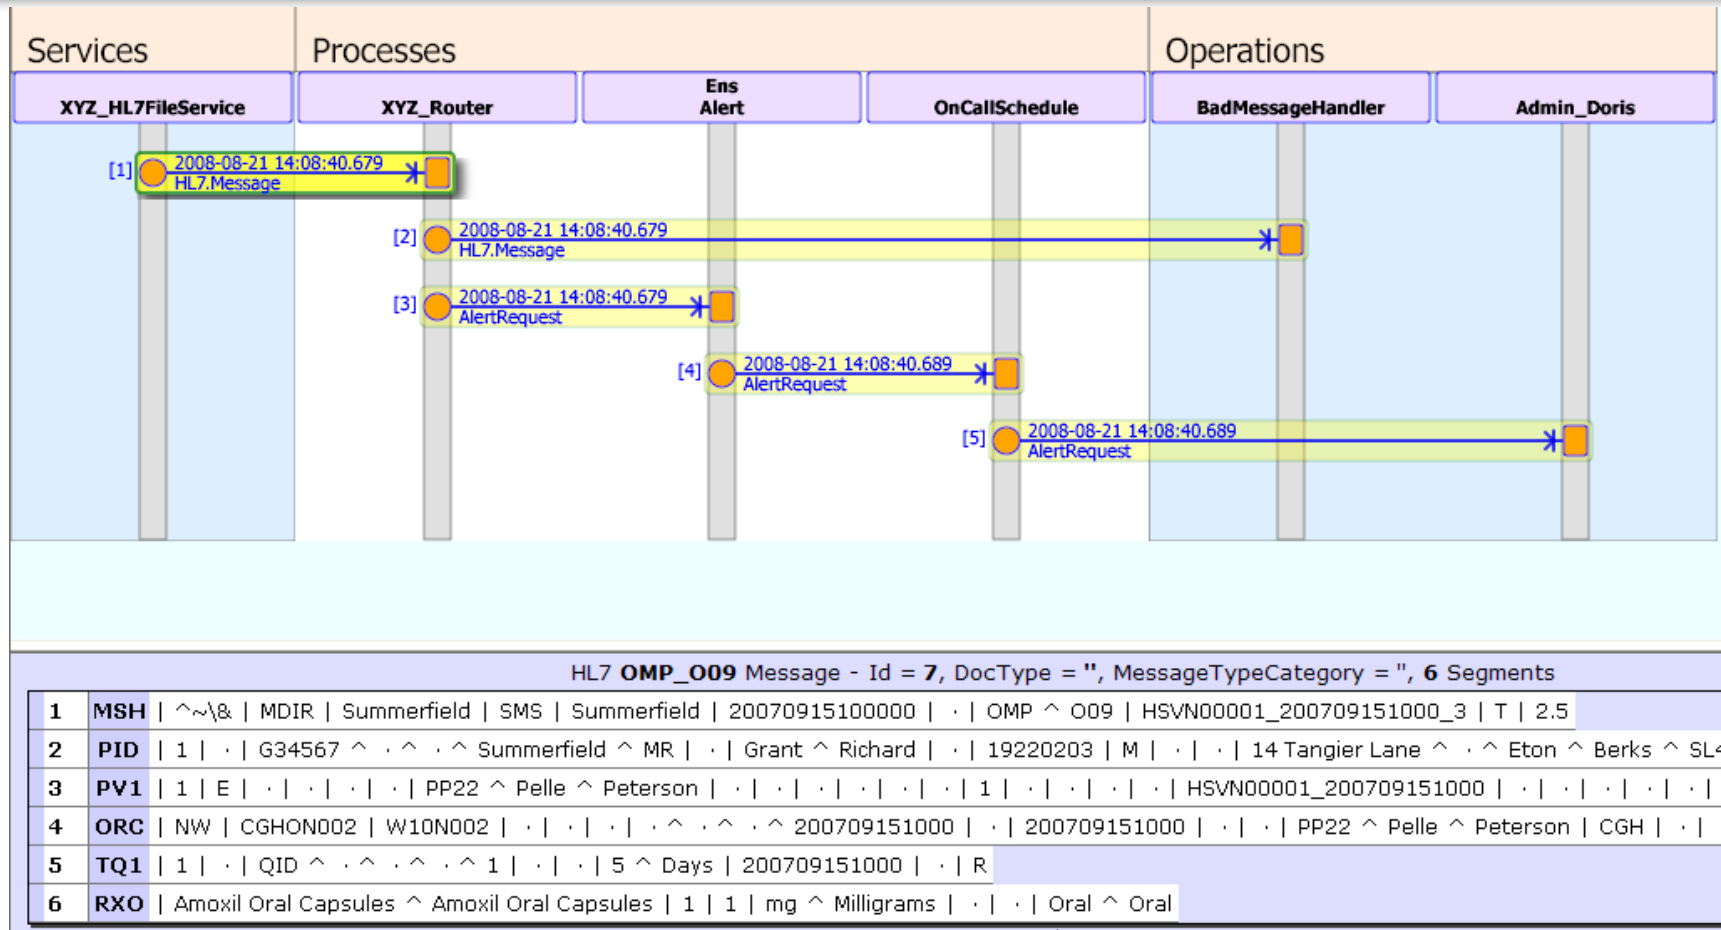 Services Processes Operations
XYZ_HL7FileService XYZ_Router Ens Alert OnCallSchedule BadMessageHandler Admin_Doris
[1] 2008-08-21 14:08:40.679
HL7.Message
[2] 2008-08-21 14:08:40.679
HL7.Message
[3] 2008-08-21 14:08:40.679
AlertRequest
[4] 2008-08-21 14:08:40.689
AlertRequest
[5] 2008-08-21 14:08:40.689
AlertRequest
HL7 OMP_O09 Message - Id = 7, DocType = '', MessageTypeCategory = '', 6 Segments
1 MSH | ^~\& | MDIR | Summerfield | SMS | Summerfield | 20070915100000 | · | OMP ^ O09 | HSVN00001_200709151000_3 | T | 2.5
2 PID | 1 | · | G34567 ^ · ^ · ^ Summerfield ^ MR | · | Grant ^ Richard | · | 19220203 | M | · | · | 14 Tangier Lane ^ · ^ Eton ^ Berks ^ SL4
3 PV1 | 1 | E | · | · | · | · | PP22 ^ Pelle ^ Peterson | · | · | · | · | · | · | 1 | · | · | · | · | HSVN00001_200709151000 | · | · | · | · | · |
4 ORC | NW | CGHON002 | W10N002 | · | · | · | · ^ · ^ · ^ 200709151000 | · | 200709151000 | · | · | PP22 ^ Pelle ^ Peterson | CGH | · |
5 TQ1 | 1 | · | QID ^ · ^ · ^ · ^ 1 | · | · | 5 ^ Days | 200709151000 | · | R
6 RXO | Amoxil Oral Capsules ^ Amoxil Oral Capsules | 1 | 1 | mg ^ Milligrams | · | · | Oral ^ Oral